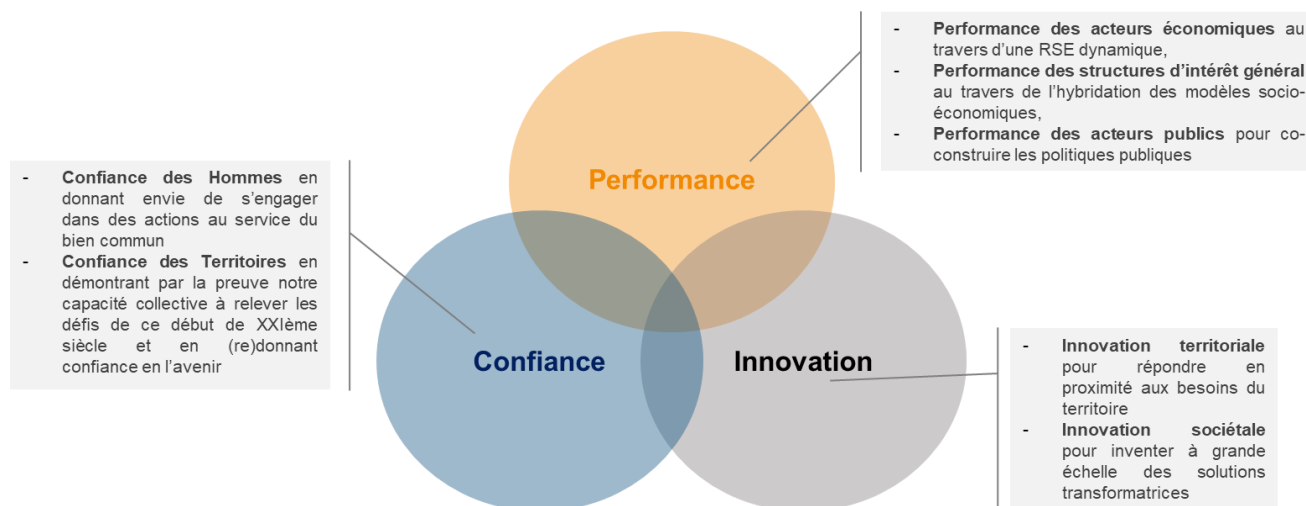 - Performance des acteurs économiques au
travers d'une RSE dynamique,
- Performance des structures d'intérêt général
au travers de l'hybridation des modèles socio-
économiques,
- Performance des acteurs publics pour co-
construire les politiques publiques
Performance
- Confiance des Hommes en
donnant envie de s'engager
dans des actions au service du
bien commun
- Confiance des Territoires en
démontrant par la preuve notre
capacité collective à relever les
défis de ce début de XXIème
siècle et en (re)donnant
confiance en l'avenir
Confiance
Innovation
- Innovation territoriale
pour répondre en
proximité aux besoins du
territoire
- Innovation sociétale
pour inventer à grande
échelle des solutions
transformatrices